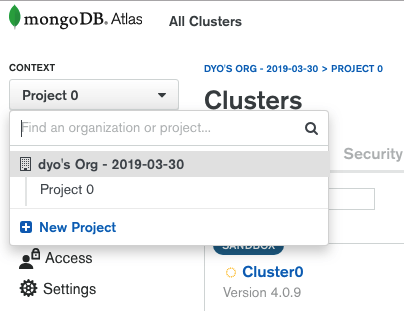 mongoDB. Atlas All Clusters
CONTEXT
DYO'S ORG - 2019-03-30 > PROJECT 0
Project 0
Clusters
Find an organization or project...
dyo's Org - 2019-03-30
Security
Project 0
New Project
SANDBOX
Access
Cluster0
Settings
Version 4.0.9